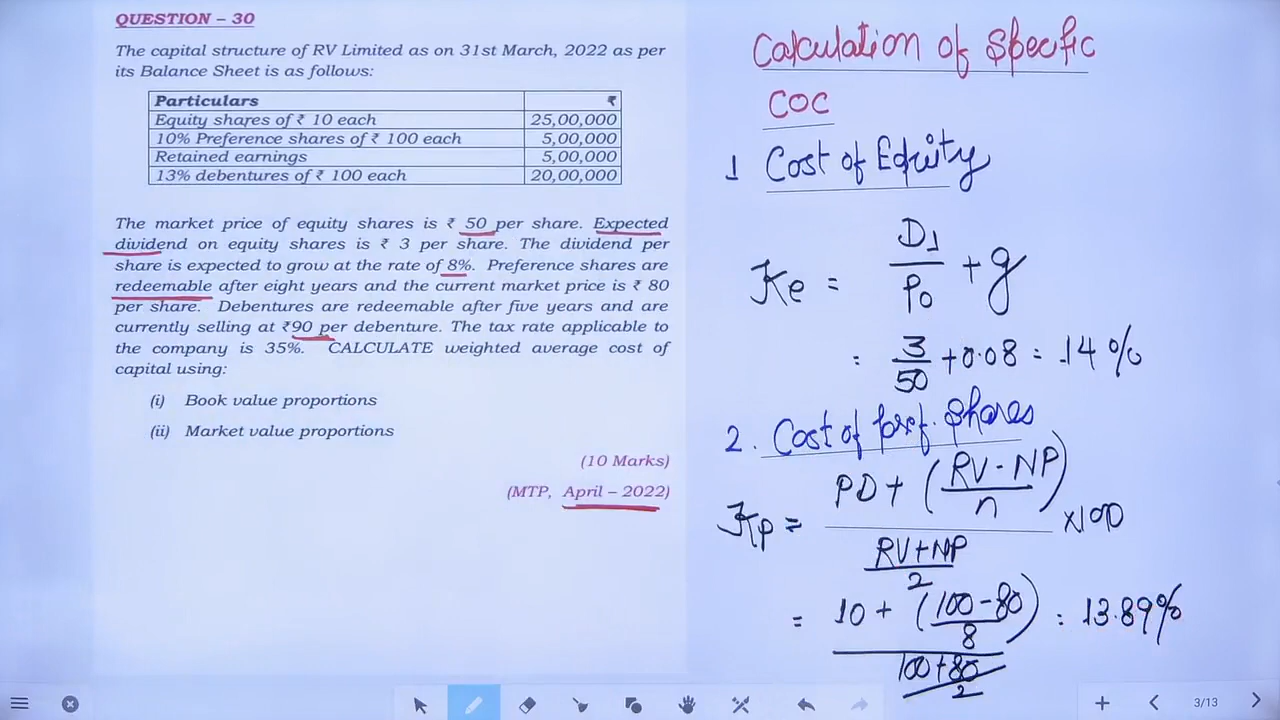 QUESTION – 30
The capital structure of RV Limited as on 31st March, 2022 as per
its Balance Sheet is as follows:
Particulars ₹
Equity shares of ₹ 10 each 25,00,000
10% Preference shares of ₹ 100 each 5,00,000
Retained earnings 5,00,000
13% debentures of ₹ 100 each 20,00,000
The market price of equity shares is ₹ 50 per share. Expected
dividend on equity shares is ₹ 3 per share. The dividend per
share is expected to grow at the rate of 8%. Preference shares are
redeemable after eight years and the current market price is ₹ 80
per share. Debentures are redeemable after five years and are
currently selling at ₹90 per debenture. The tax rate applicable to
the company is 35%. CALCULATE weighted average cost of
capital using:
(i) Book value proportions
(ii) Market value proportions
(10 Marks)
(MTP, April – 2022)
Calculation of Specific
COC
1 Cost of Equity
Ke = D1
P0
+ g
= 3
50
+ 0.08 = 14%
2. Cost of pref. Shares
Kp = PD + (RV - NP
n
) x100
RV + NP
2
= 10 + (100 - 80
8
) = 13.89%
100 + 80
2
3/13